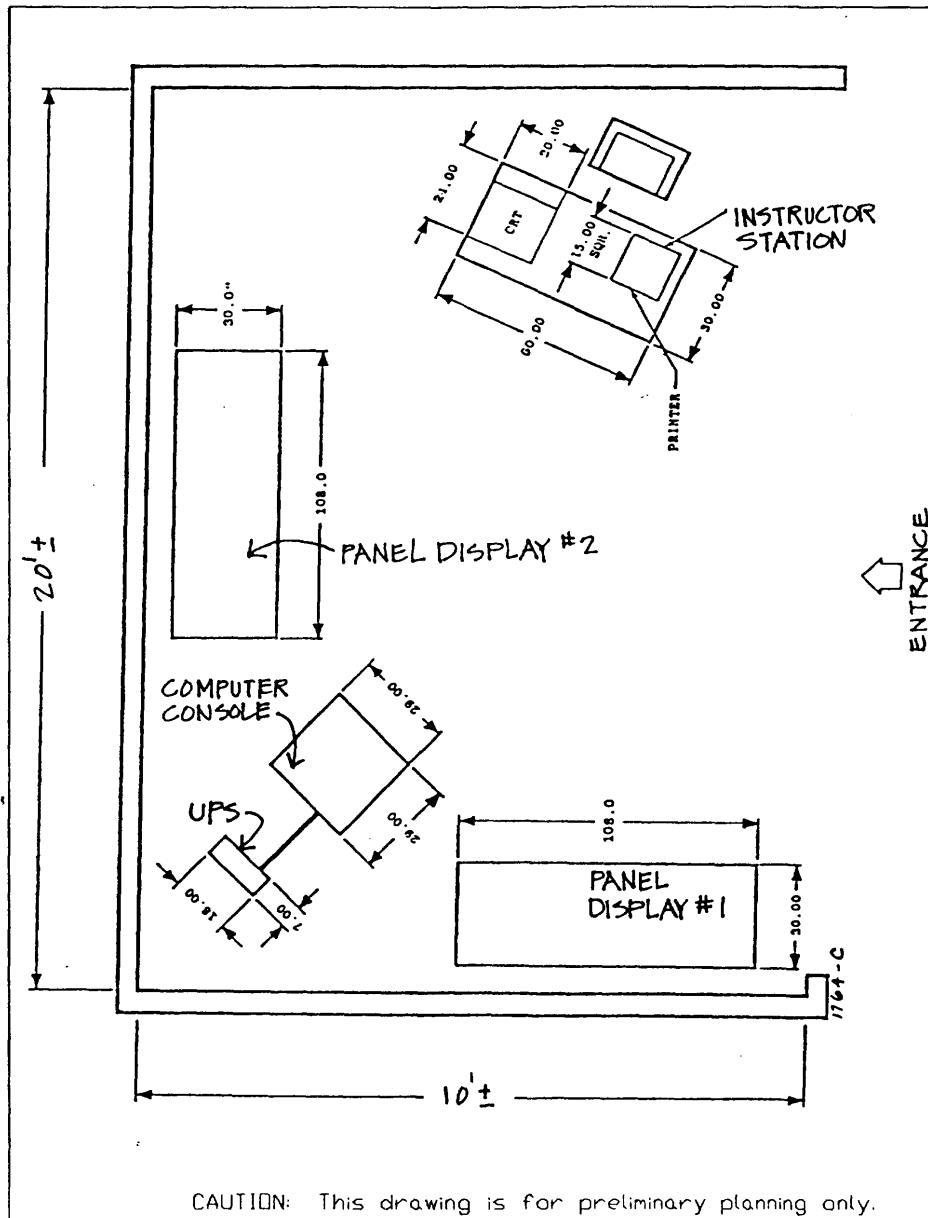 20.00
21.00
CRT
15.00
SQR.
INSTRUCTOR
STATION
30.0"
60.00
30.00
PRINTER
108.0
20'±
PANEL DISPLAY #2
ENTRANCE
COMPUTER
CONSOLE
29.00
29.00
UPS
18.00
7.00
108.0
PANEL
DISPLAY #1
30.00
1764-C
10'±
CAUTION: This drawing is for preliminary planning only.